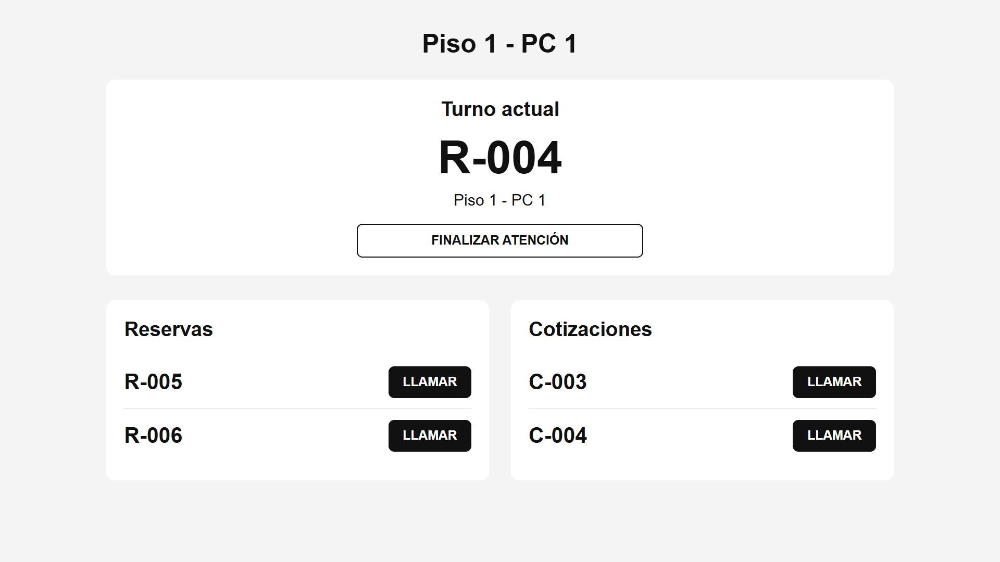 Piso 1 - PC 1
Turno actual
R-004
Piso 1 - PC 1
FINALIZAR ATENCIÓN
Reservas
R-005 LLAMAR
R-006 LLAMAR
Cotizaciones
C-003 LLAMAR
C-004 LLAMAR